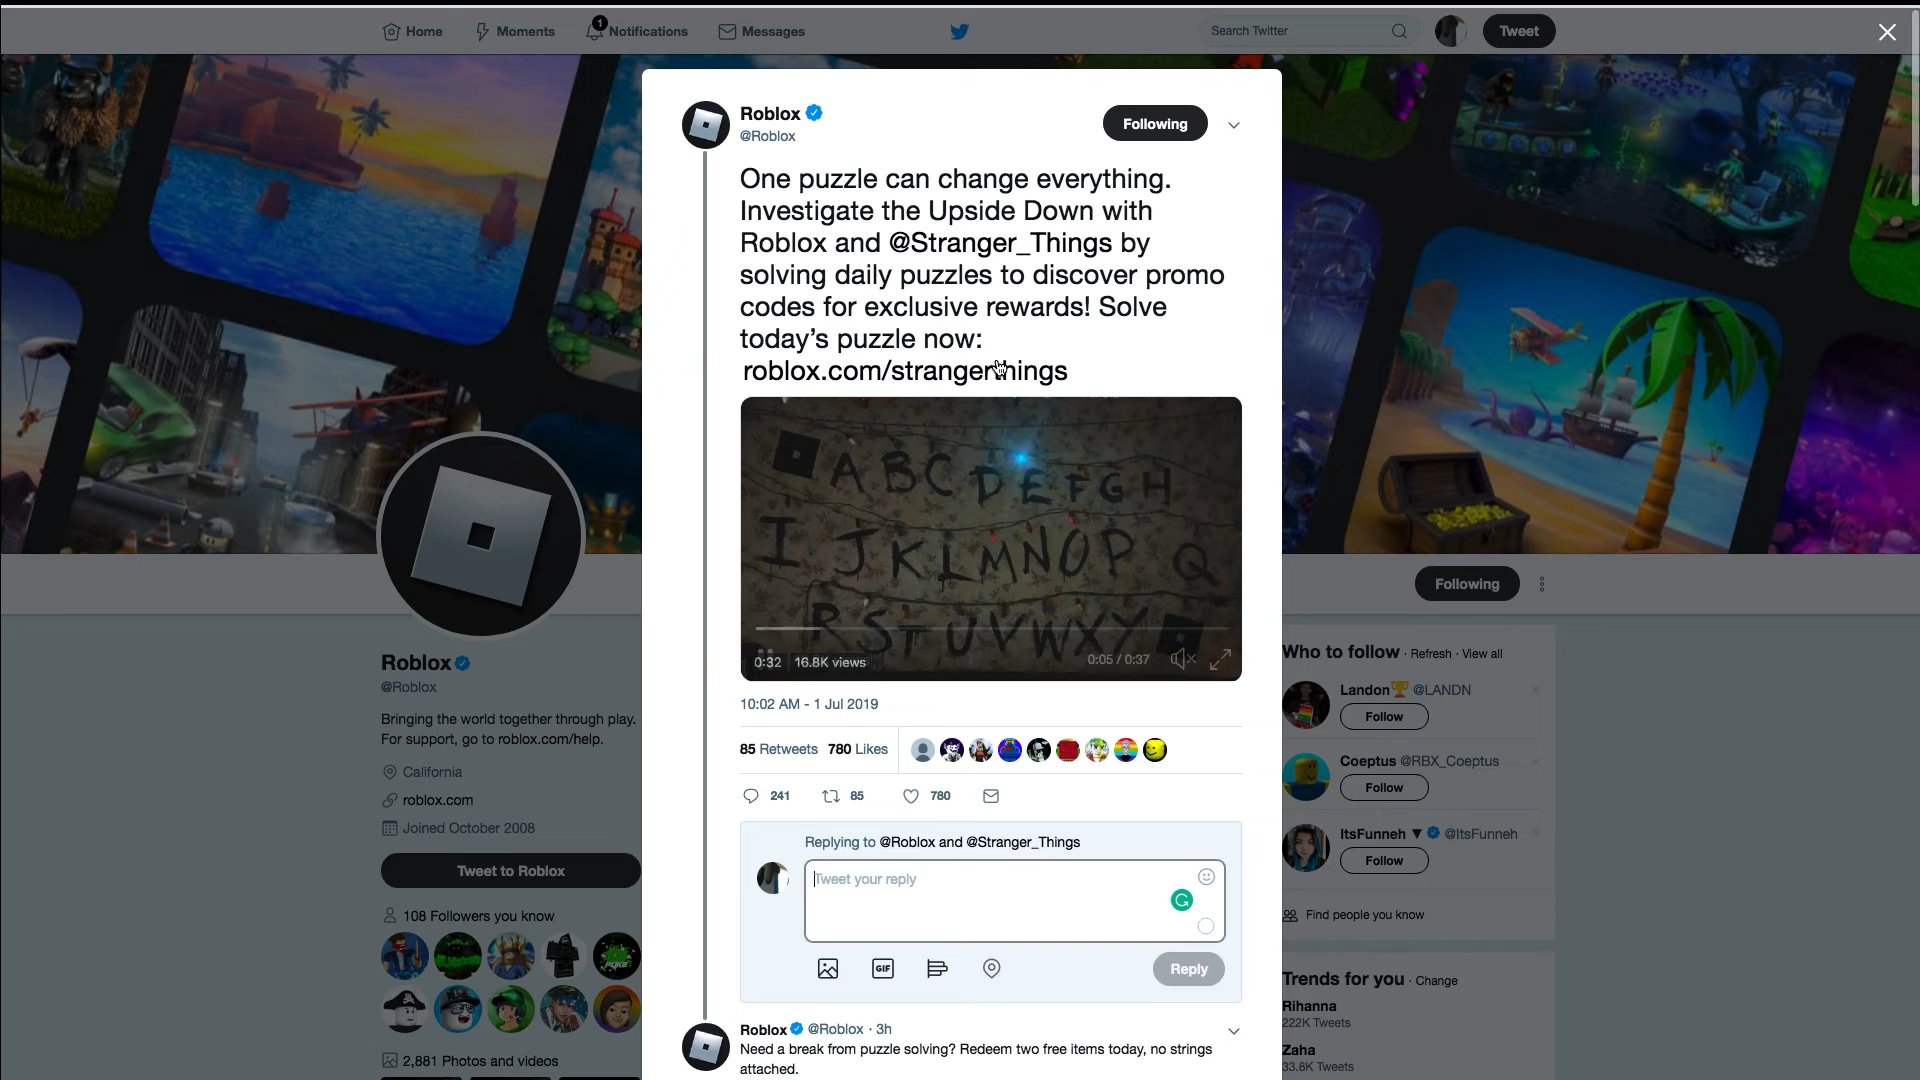 Home
Moments
1
Notifications
Messages
Search Twitter
Tweet
Roblox
@Roblox
Following
One puzzle can change everything.
Investigate the Upside Down with
Roblox and @Stranger_Things by
solving daily puzzles to discover promo
codes for exclusive rewards! Solve
today's puzzle now:
roblox.com/strangerthings
A B C D E F G H
I J K L M N O P Q
R S T U V W X Y
0:32
16.8K views
0:05 / 0:37
10:02 AM - 1 Jul 2019
85 Retweets 780 Likes
241
85
780
Replying to @Roblox and @Stranger_Things
Tweet your reply
G
GIF
Reply
Roblox @Roblox · 3h
Need a break from puzzle solving? Redeem two free items today, no strings
attached.
Roblox
@Roblox
Bringing the world together through play.
For support, go to roblox.com/help.
California
roblox.com
Joined October 2008
Tweet to Roblox
108 Followers you know
2,881 Photos and videos
Following
Who to follow · Refresh · View all
Landon @LANDN
Follow
Coeptus @RBX_Coeptus
Follow
ItsFunneh ▼ @ItsFunneh
Follow
Find people you know
Trends for you · Change
Rihanna
222K Tweets
Zaha
33.8K Tweets